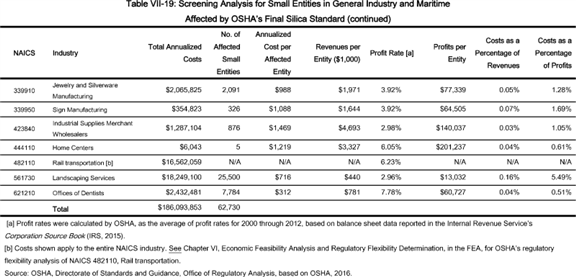 Table VII-19: Screening Analysis for Small Entities in General Industry and Maritime
Affected by OSHA's Final Silica Standard (continued)
NAICS Industry Total Annualized Costs No. of Affected Small Entities Annualized Cost per Affected Entity Revenues per Entity ($1,000) Profit Rate [a] Profits per Entity Costs as a Percentage of Revenues Costs as a Percentage of Profits
339910 Jewelry and Silverware Manufacturing $2,065,825 2,091 $988 $1,971 3.92% $77,339 0.05% 1.28%
339950 Sign Manufacturing $354,823 326 $1,088 $1,644 3.92% $64,505 0.07% 1.69%
423840 Industrial Supplies Merchant Wholesalers $1,287,104 876 $1,469 $4,693 2.98% $140,037 0.03% 1.05%
444110 Home Centers $6,043 5 $1,219 $3,327 6.05% $201,237 0.04% 0.61%
482110 Rail transportation [b] $16,562,059 N/A N/A N/A 6.23% N/A N/A N/A
561730 Landscaping Services $18,249,100 25,500 $716 $440 2.96% $13,032 0.16% 5.49%
621210 Offices of Dentists $2,432,481 7,784 $312 $781 7.78% $60,727 0.04% 0.51%
Total $186,093,853 62,730
[a] Profit rates were calculated by OSHA, as the average of profit rates for 2000 through 2012, based on balance sheet data reported in the Internal Revenue Service's
Corporation Source Book (IRS, 2015).
[b] Costs shown apply to the entire NAICS industry. See Chapter VI, Economic Feasibility Analysis and Regulatory Flexibility Determination, in the FEA, for OSHA's regulatory
flexibility analysis of NAICS 482110, Rail transportation.
Source: OSHA, Directorate of Standards and Guidance, Office of Regulatory Analysis, based on OSHA, 2016.